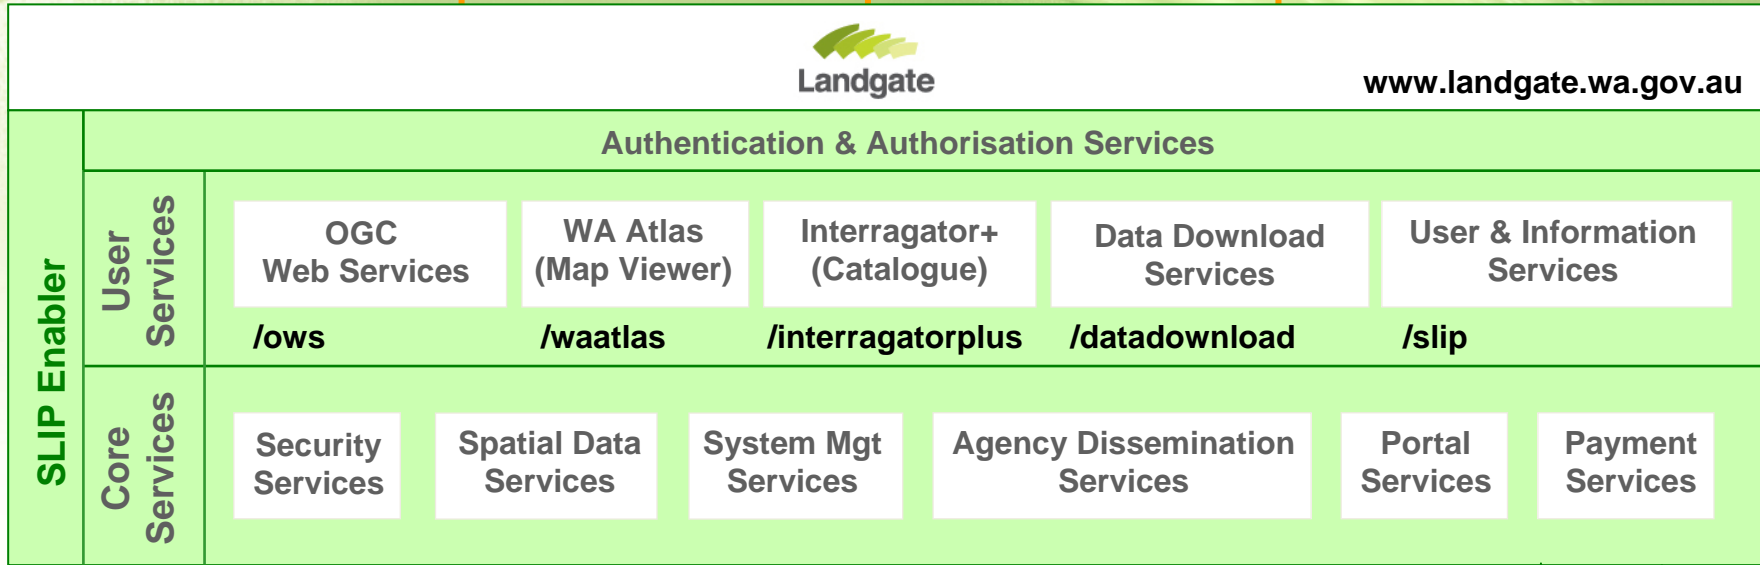 Landgate
www.landgate.wa.gov.au
SLIP Enabler
Authentication & Authorisation Services
User
Services
OGC
Web Services
WA Atlas
(Map Viewer)
Interragator+
(Catalogue)
Data Download
Services
User & Information
Services
/ows
/waatlas
/interragatorplus
/datadownload
/slip
Core
Services
Security
Services
Spatial Data
Services
System Mgt
Services
Agency Dissemination
Services
Portal
Services
Payment
Services